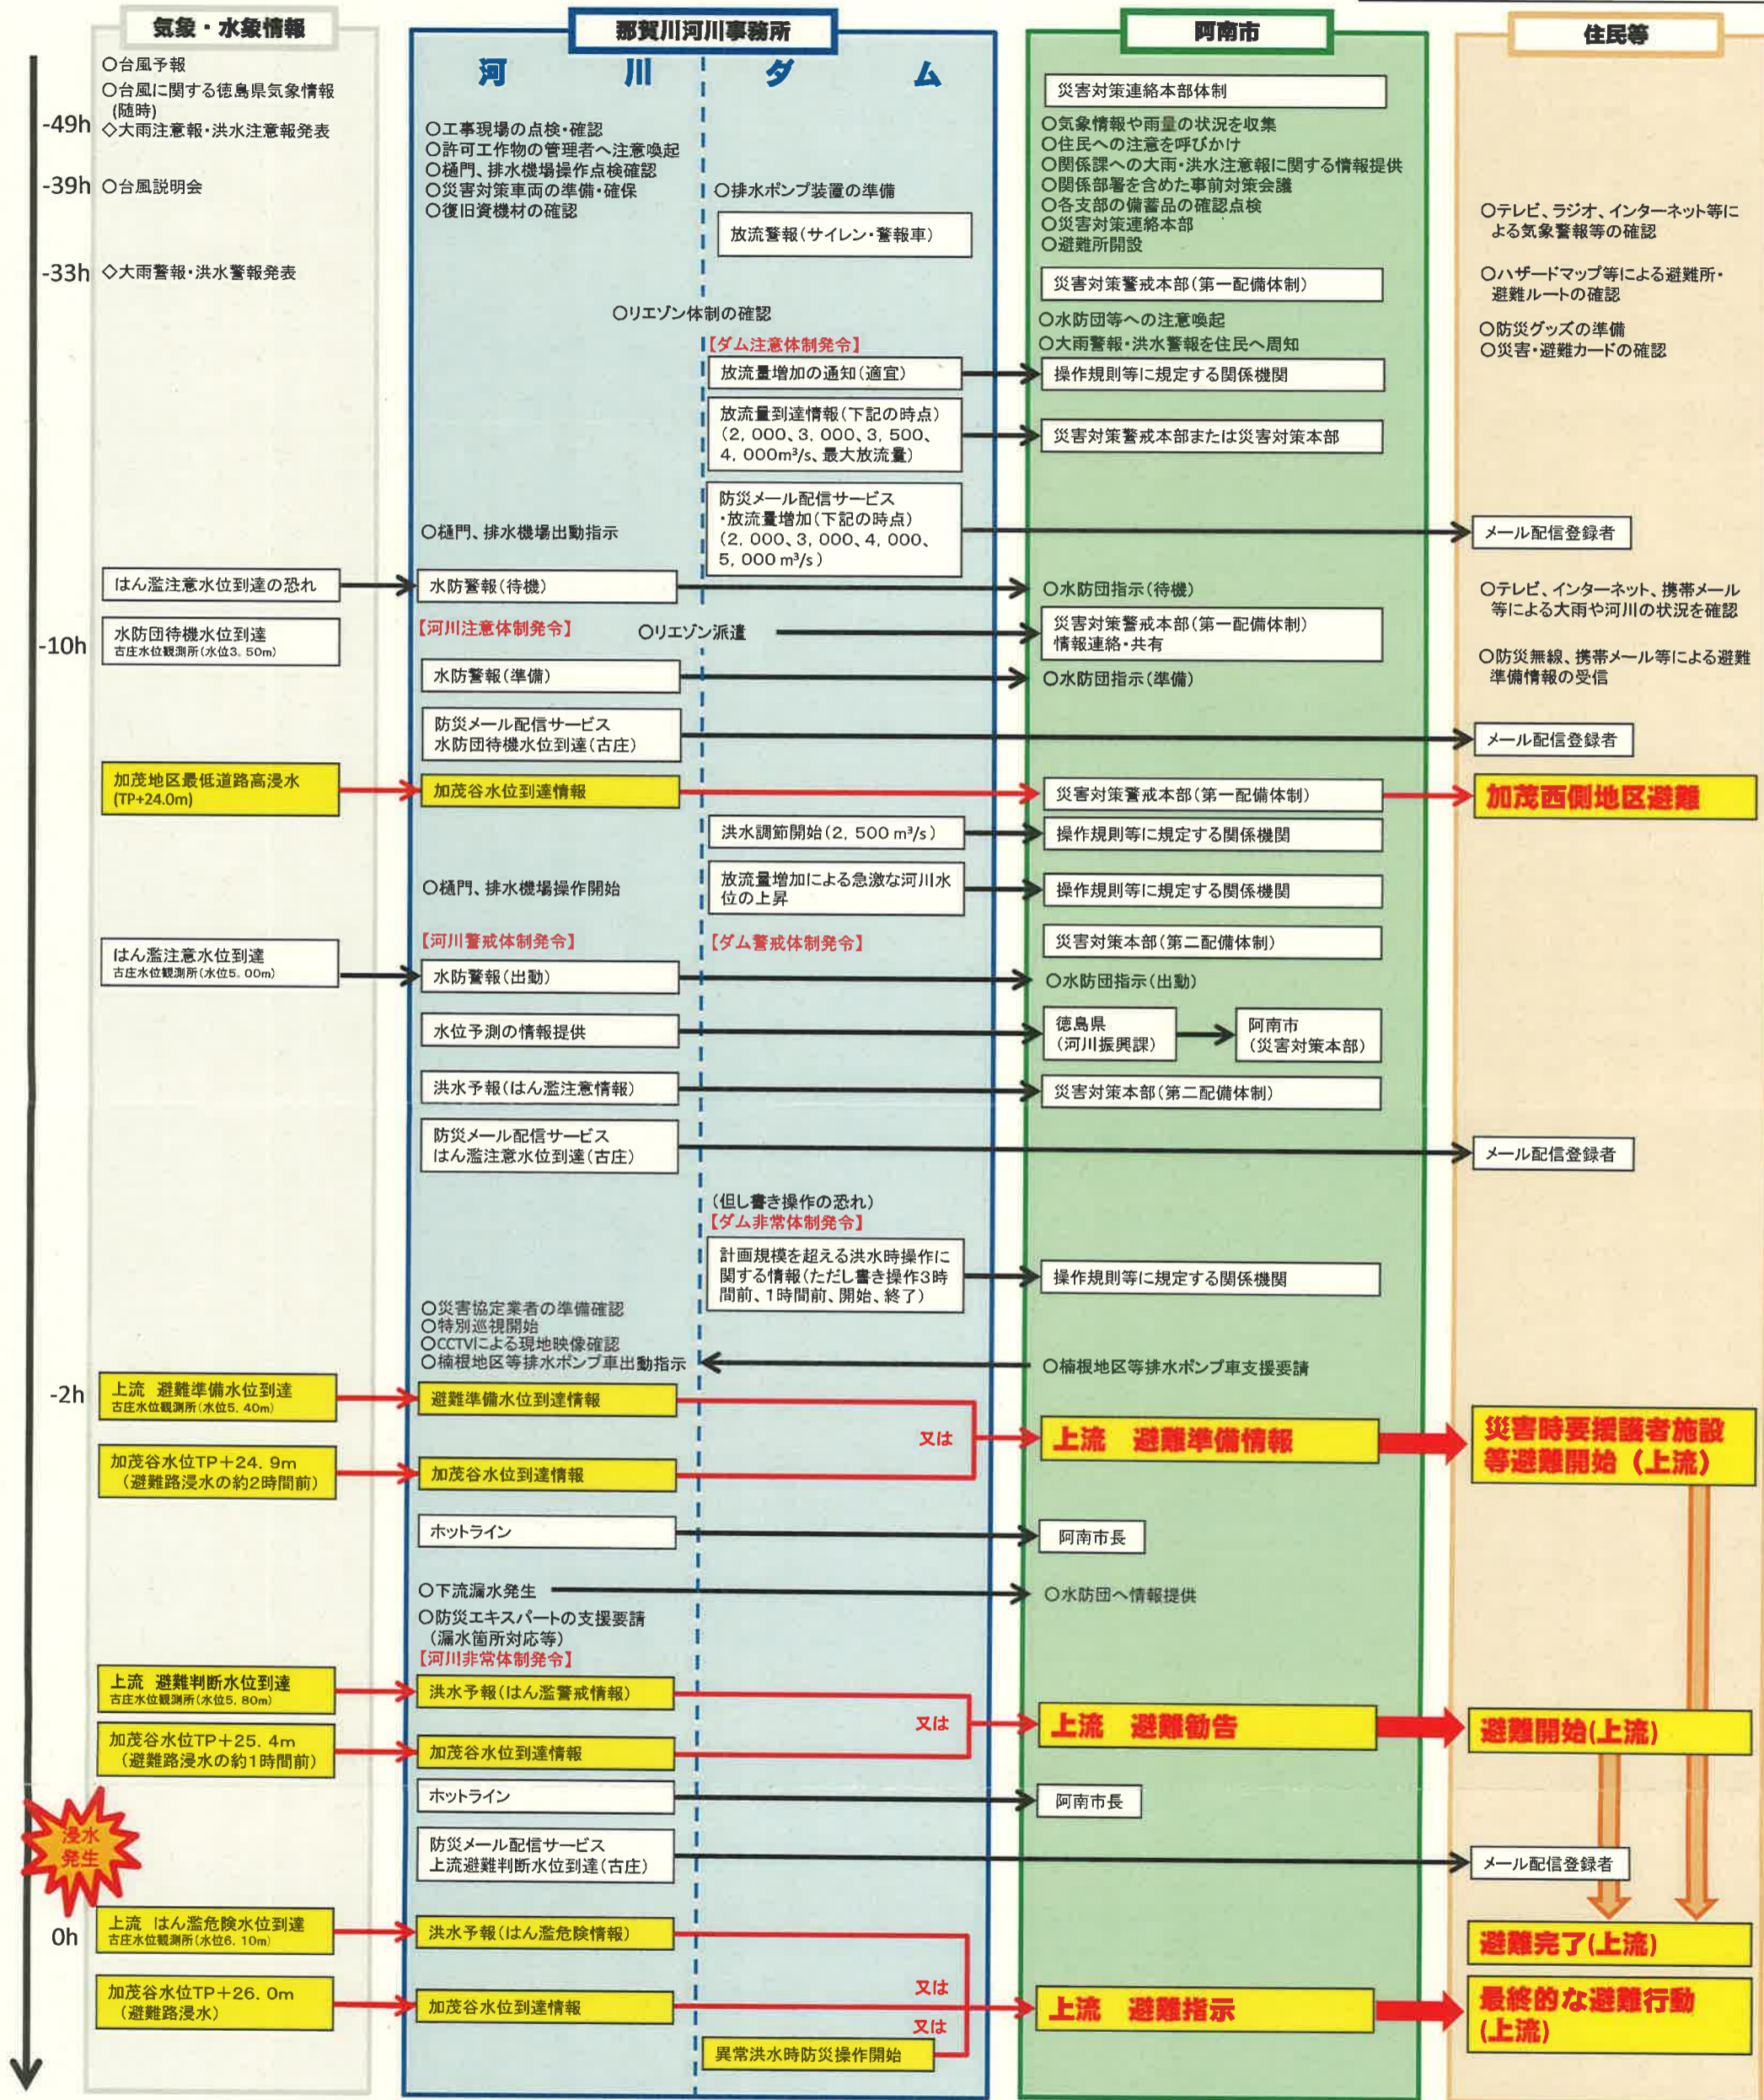 気象・水象情報
○台風予報
○台風に関する徳島県気象情報
(随時)
-49h
◇大雨注意報・洪水注意報発表
-39h
○台風説明会
-33h
◇大雨警報・洪水警報発表
はん濫注意水位到達の恐れ
-10h
水防団待機水位到達
古庄水位観測所(水位3.50m)
加茂地区最低道路高浸水
(TP+24.0m)
はん濫注意水位到達
古庄水位観測所(水位5.00m)
-2h
上流 避難準備水位到達
古庄水位観測所(水位5.40m)
加茂谷水位TP+24.9m
(避難路浸水の約2時間前)
上流 避難判断水位到達
古庄水位観測所(水位5.80m)
加茂谷水位TP+25.4m
(避難路浸水の約1時間前)
浸水
発生
0h
上流 はん濫危険水位到達
古庄水位観測所(水位6.10m)
加茂谷水位TP+26.0m
(避難路浸水)
那賀川河川事務所
河川
ダム
○工事現場の点検・確認
○許可工作物の管理者へ注意喚起
○樋門、排水機場操作点検確認
○災害対策車両の準備・確保
○復旧資機材の確認
○排水ポンプ装置の準備
放流警報(サイレン・警報車)
○リエゾン体制の確認
【ダム注意体制発令】
放流量増加の通知(適宜)
放流量到達情報(下記の時点)
(2,000、3,000、3,500、
4,000m³/s、最大放流量)
防災メール配信サービス
・放流量増加(下記の時点)
(2,000、3,000、4,000、
5,000m³/s)
○樋門、排水機場出動指示
水防警報(待機)
【河川注意体制発令】
○リエゾン派遣
水防警報(準備)
防災メール配信サービス
水防団待機水位到達(古庄)
加茂谷水位到達情報
洪水調節開始(2,500m³/s)
○樋門、排水機場操作開始
放流量増加による急激な河川水
位の上昇
【河川警戒体制発令】
【ダム警戒体制発令】
水防警報(出動)
水位予測の情報提供
洪水予報(はん濫注意情報)
防災メール配信サービス
はん濫注意水位到達(古庄)
(但し書き操作の恐れ)
【ダム非常体制発令】
計画規模を超える洪水時操作に
関する情報(ただし書き操作3時
間前、1時間前、開始、終了)
○災害協定業者の準備確認
○特別巡視開始
○CCTVによる現地映像確認
○楠根地区等排水ポンプ車出動指示
避難準備水位到達情報
又は
加茂谷水位到達情報
ホットライン
○下流漏水発生
○防災エキスパートの支援要請
(漏水箇所対応等)
【河川非常体制発令】
洪水予報(はん濫警戒情報)
又は
加茂谷水位到達情報
ホットライン
防災メール配信サービス
上流避難判断水位到達(古庄)
洪水予報(はん濫危険情報)
又は
加茂谷水位到達情報
又は
異常洪水時防災操作開始
阿南市
災害対策連絡本部体制
○気象情報や雨量の状況を収集
○住民への注意を呼びかけ
○関係課への大雨・洪水注意報に関する情報提供
○関係部署を含めた事前対策会議
○各支部の備蓄品の確認点検
○災害対策連絡本部
○避難所開設
災害対策警戒本部(第一配備体制)
○水防団等への注意喚起
○大雨警報・洪水警報を住民へ周知
操作規則等に規定する関係機関
災害対策警戒本部または災害対策本部
○水防団指示(待機)
災害対策警戒本部(第一配備体制)
情報連絡・共有
○水防団指示(準備)
災害対策警戒本部(第一配備体制)
操作規則等に規定する関係機関
操作規則等に規定する関係機関
災害対策本部(第二配備体制)
○水防団指示(出動)
徳島県
(河川振興課)
阿南市
(災害対策本部)
災害対策本部(第二配備体制)
操作規則等に規定する関係機関
○楠根地区等排水ポンプ車支援要請
上流 避難準備情報
阿南市長
○水防団へ情報提供
上流 避難勧告
阿南市長
上流 避難指示
住民等
○テレビ、ラジオ、インターネット等に
よる気象警報等の確認
○ハザードマップ等による避難所・
避難ルートの確認
○防災グッズの準備
○災害・避難カードの確認
メール配信登録者
○テレビ、インターネット、携帯メール
等による大雨や河川の状況を確認
○防災無線、携帯メール等による避難
準備情報の受信
メール配信登録者
加茂西側地区避難
メール配信登録者
災害時要援護者施設
等避難開始(上流)
避難開始(上流)
メール配信登録者
避難完了(上流)
最終的な避難行動
(上流)